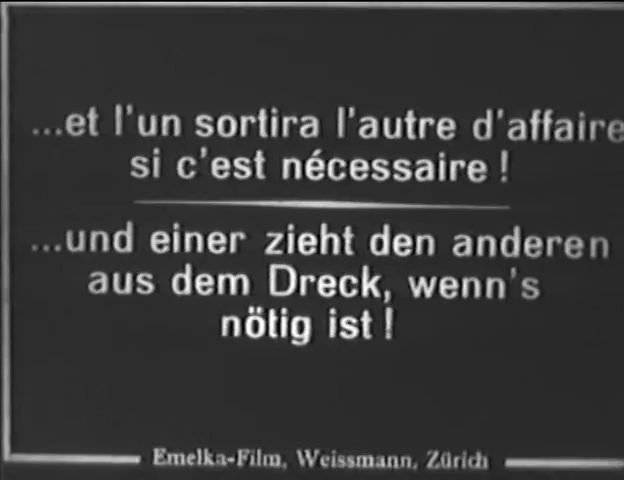 ...et l'un sortira l'autre d'affaire
si c'est nécessaire !
...und einer zieht den anderen
aus dem Dreck, wenn's
nötig ist !
Emelka-Film, Weissmann, Zürich